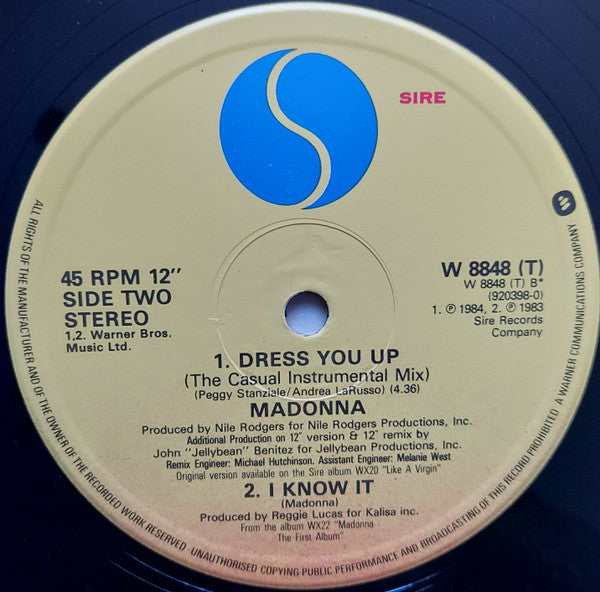 SIRE
45 RPM 12″
SIDE TWO
STEREO
1,2. Warner Bros.
Music Ltd.
W 8848 (T)
W 8848 (T) B*
(920398-0)
1. ℗ 1984, 2. ℗ 1983
Sire Records
Company
1. DRESS YOU UP
(The Casual Instrumental Mix)
(Peggy Stanziale/Andrea LaRusso) (4.36)
MADONNA
Produced by Nile Rodgers for Nile Rodgers Productions, Inc.
Additional Production on 12″ version & 12″ remix by
John "Jellybean" Benitez for Jellybean Productions, Inc.
Remix Engineer: Michael Hutchinson. Assistant Engineer: Melanie West
Original version available on the Sire album WX20 "Like A Virgin"
2. I KNOW IT
(Madonna)
Produced by Reggie Lucas for Kalisa inc.
From the album WX22 "Madonna
The First Album"
ALL RIGHTS OF THE MANUFACTURER AND OF THE OWNER OF THE RECORDED WORK RESERVED UNAUTHORISED COPYING PUBLIC PERFORMANCE AND BROADCASTING OF THIS RECORD PROHIBITED A WARNER COMMUNICATIONS COMPANY